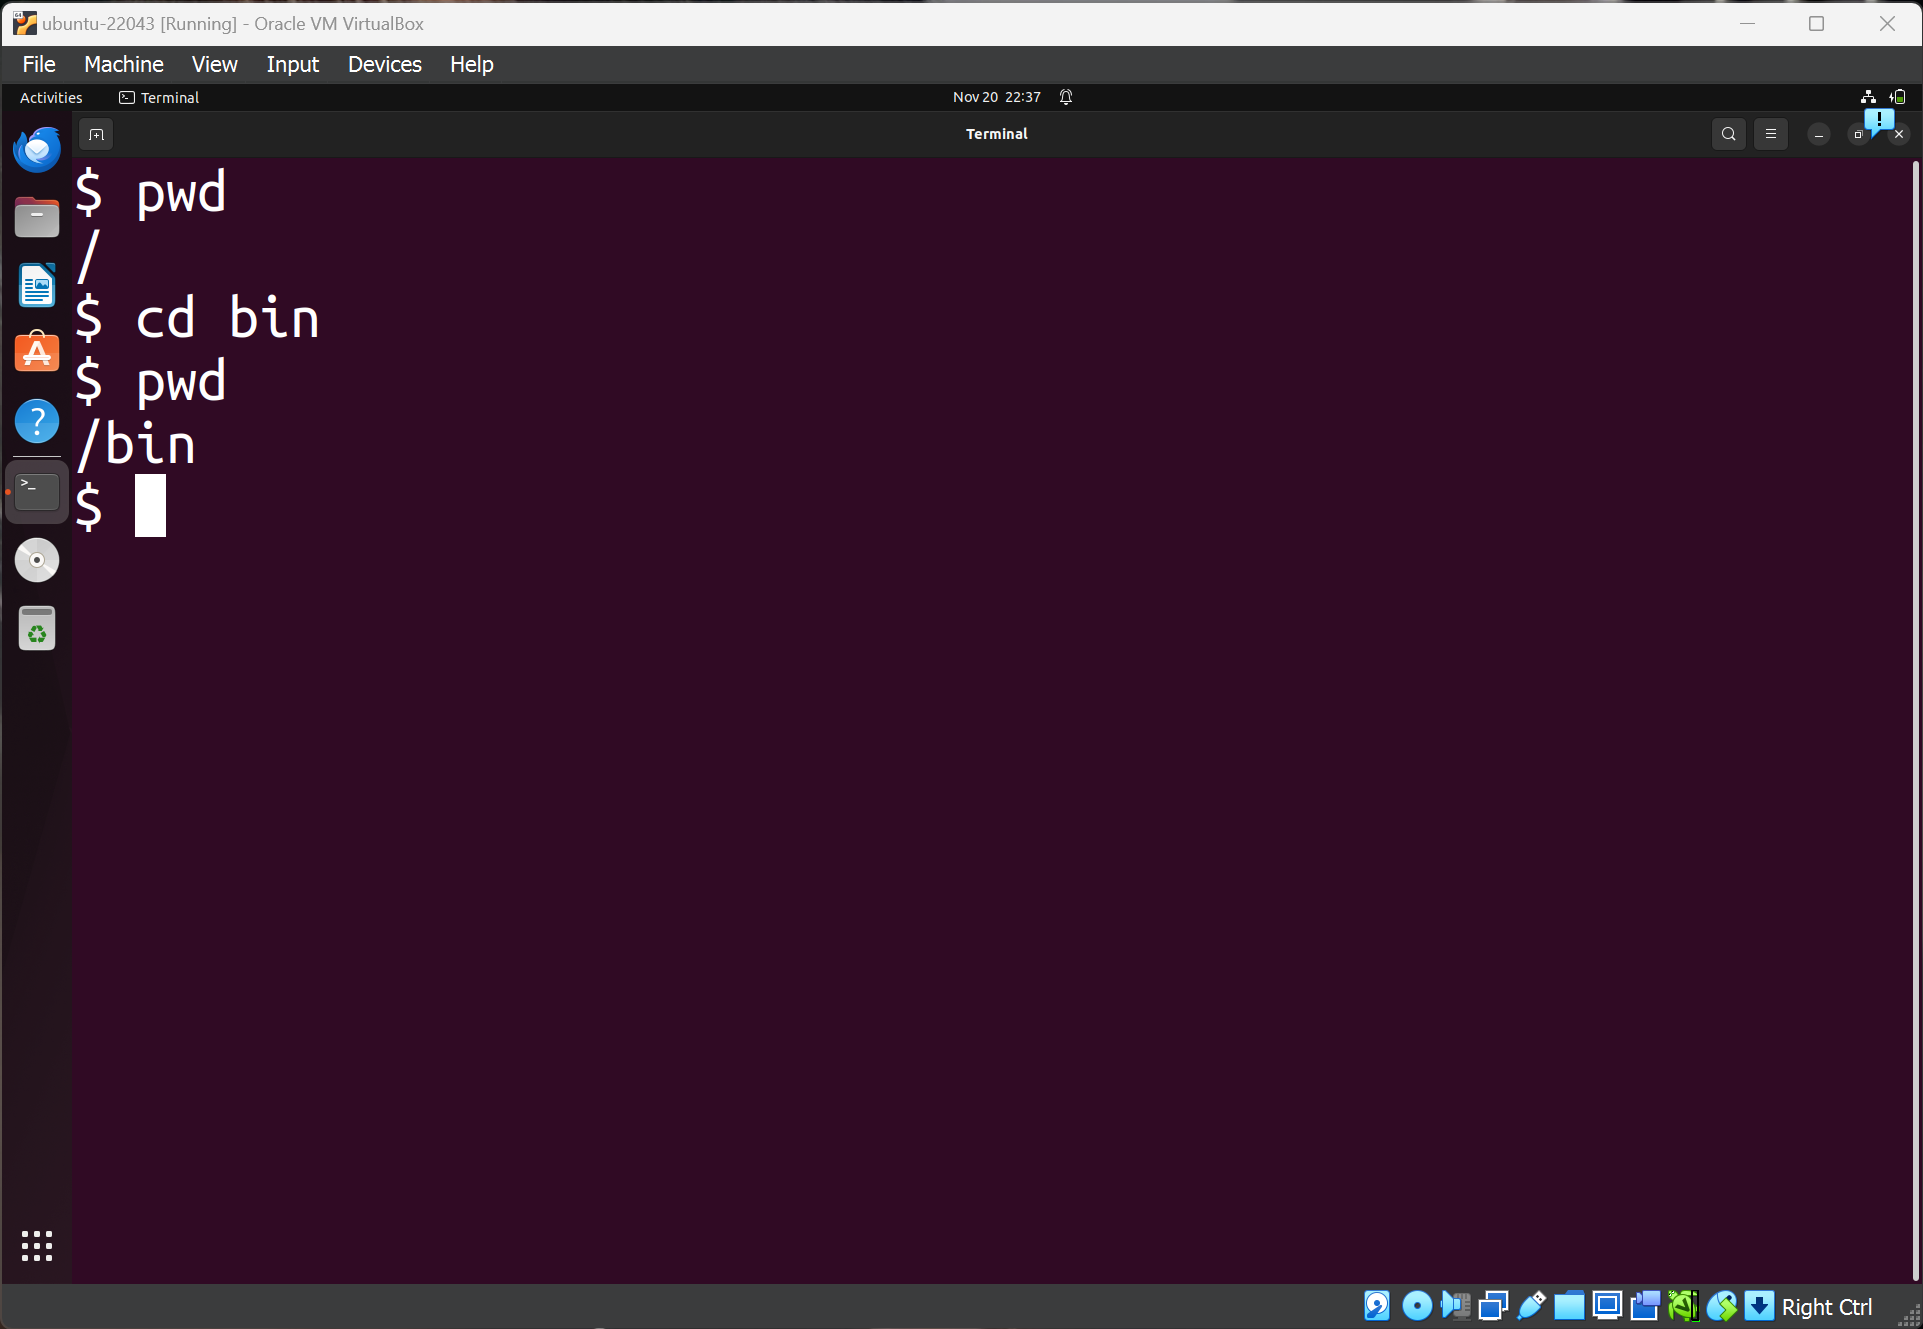 ubuntu-22043 [Running] - Oracle VM VirtualBox
File Machine View Input Devices Help
Activities Terminal Nov 20 22:37
Terminal
$ pwd
/
$ cd bin
$ pwd
/bin
$
Right Ctrl